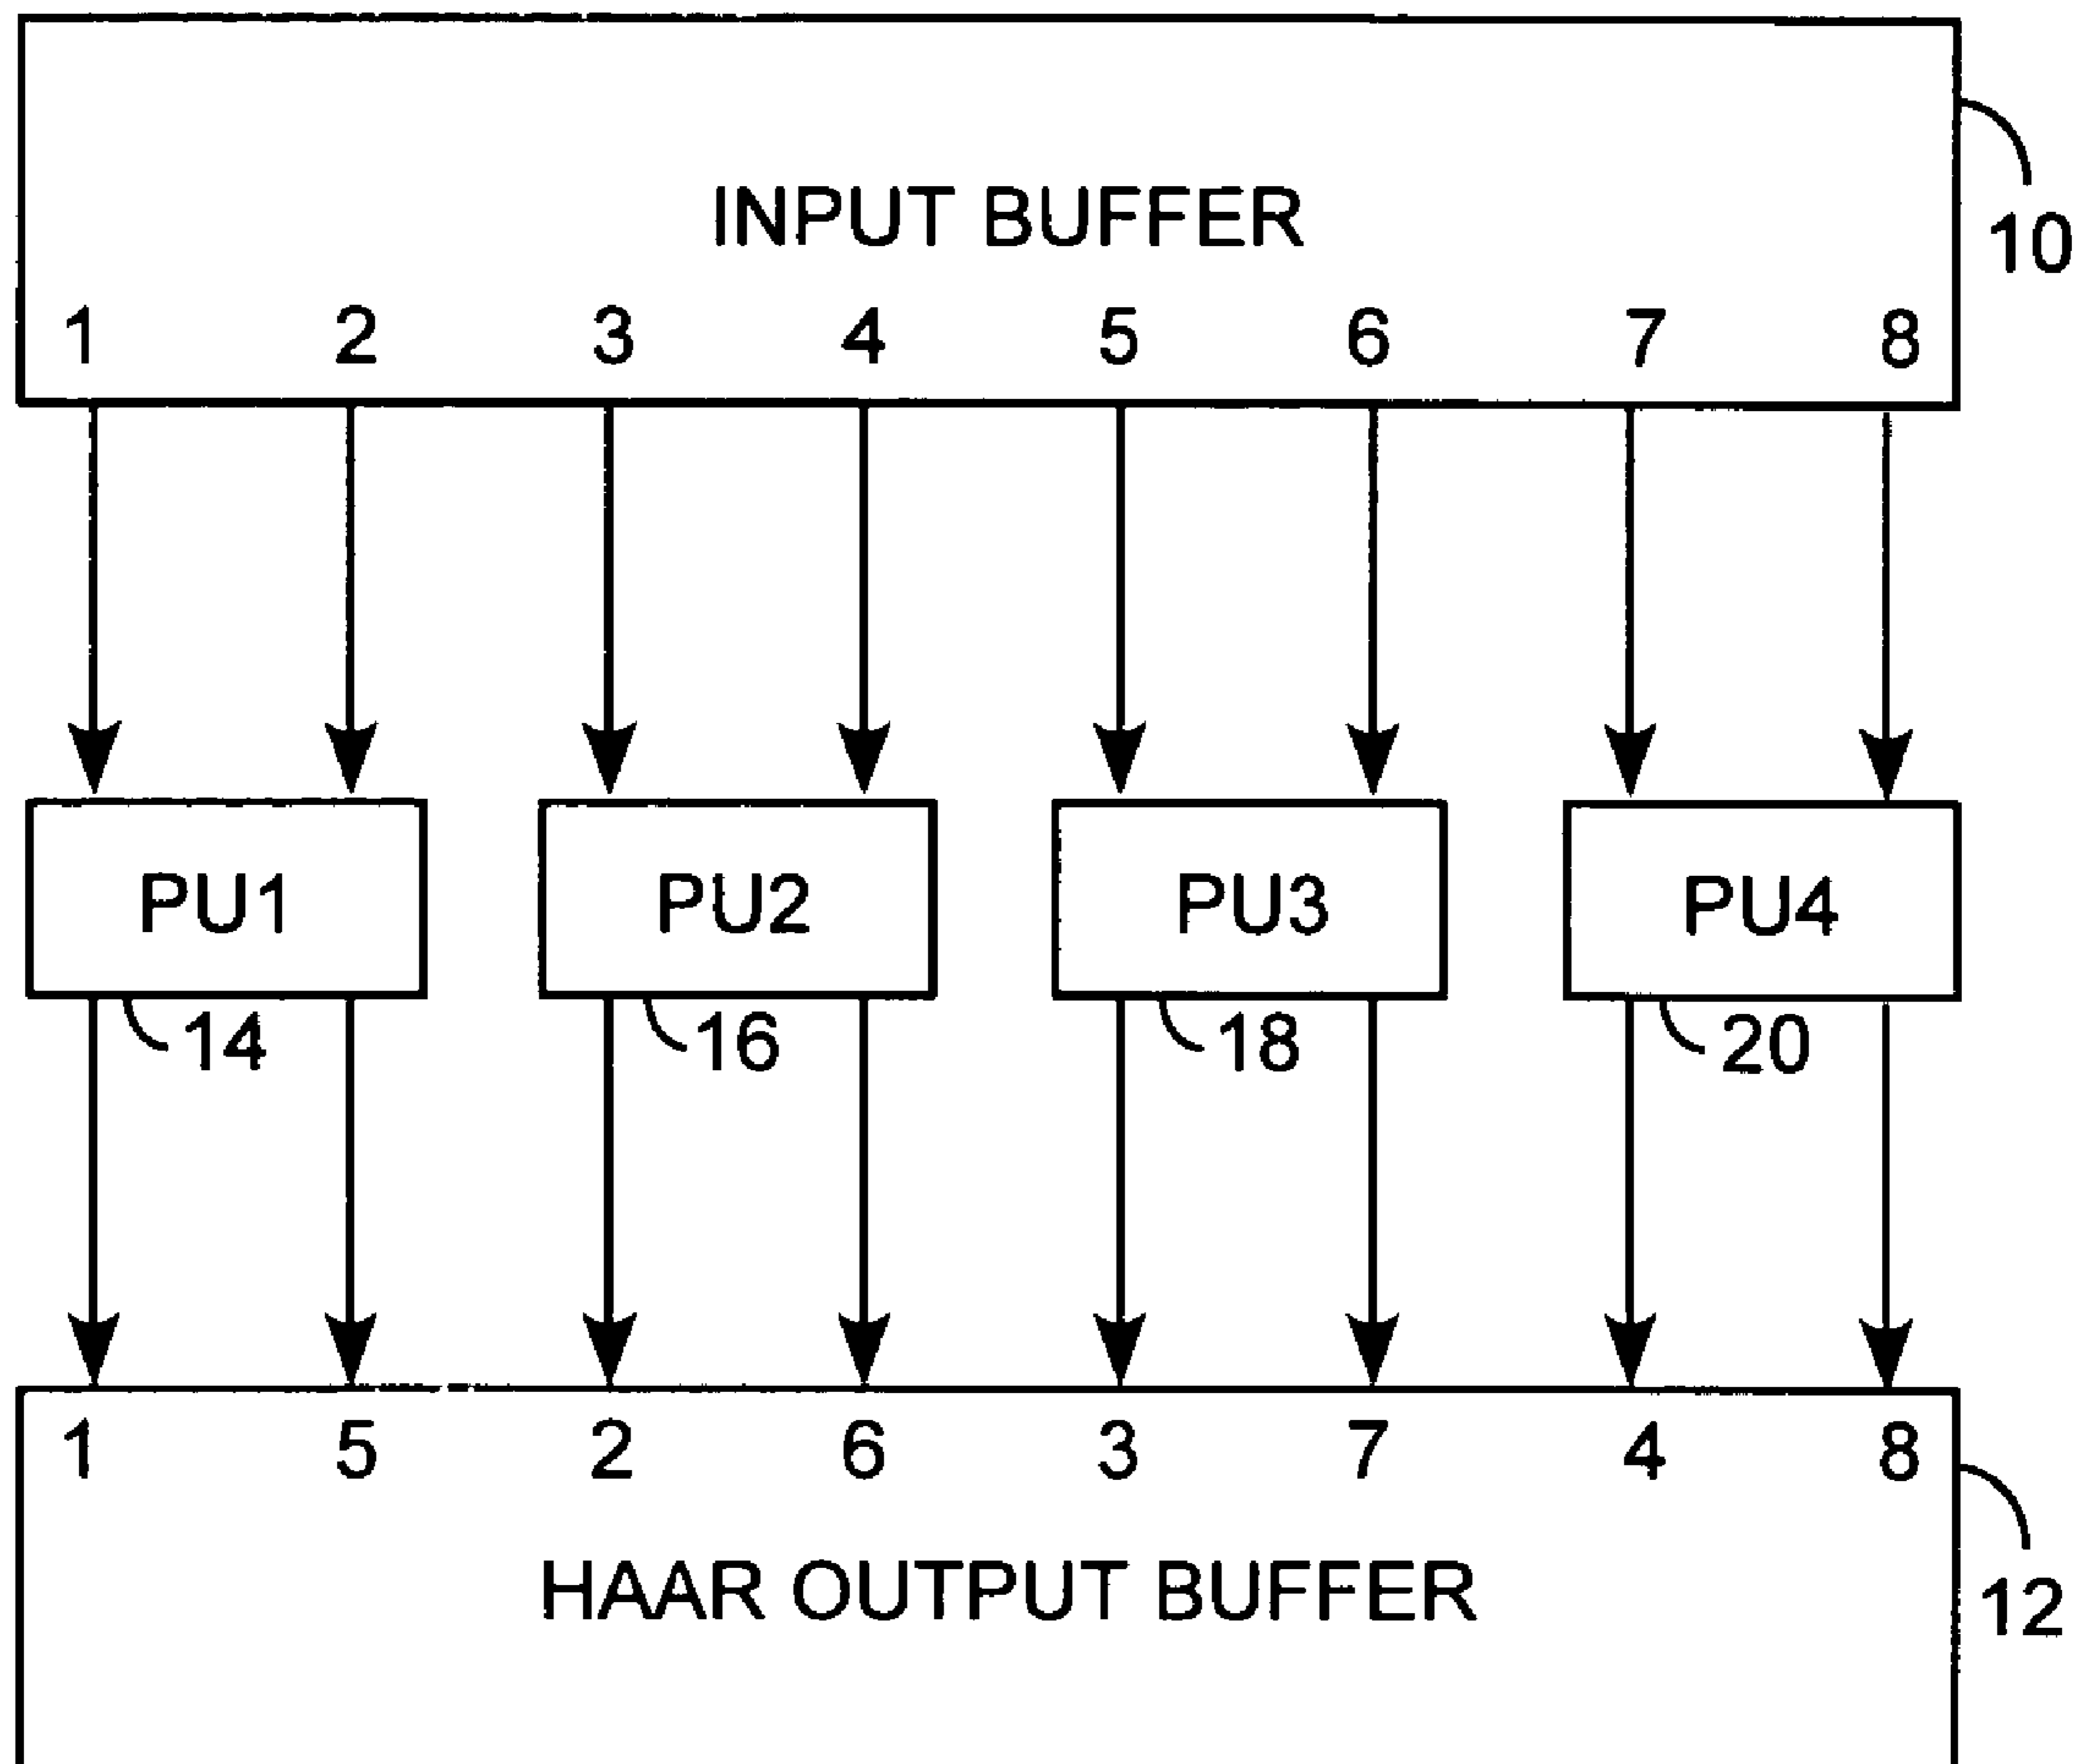 INPUT BUFFER
10
1 2 3 4 5 6 7 8
PU1 PU2 PU3 PU4
14 16 18 20
1 5 2 6 3 7 4 8
HAAR OUTPUT BUFFER
12